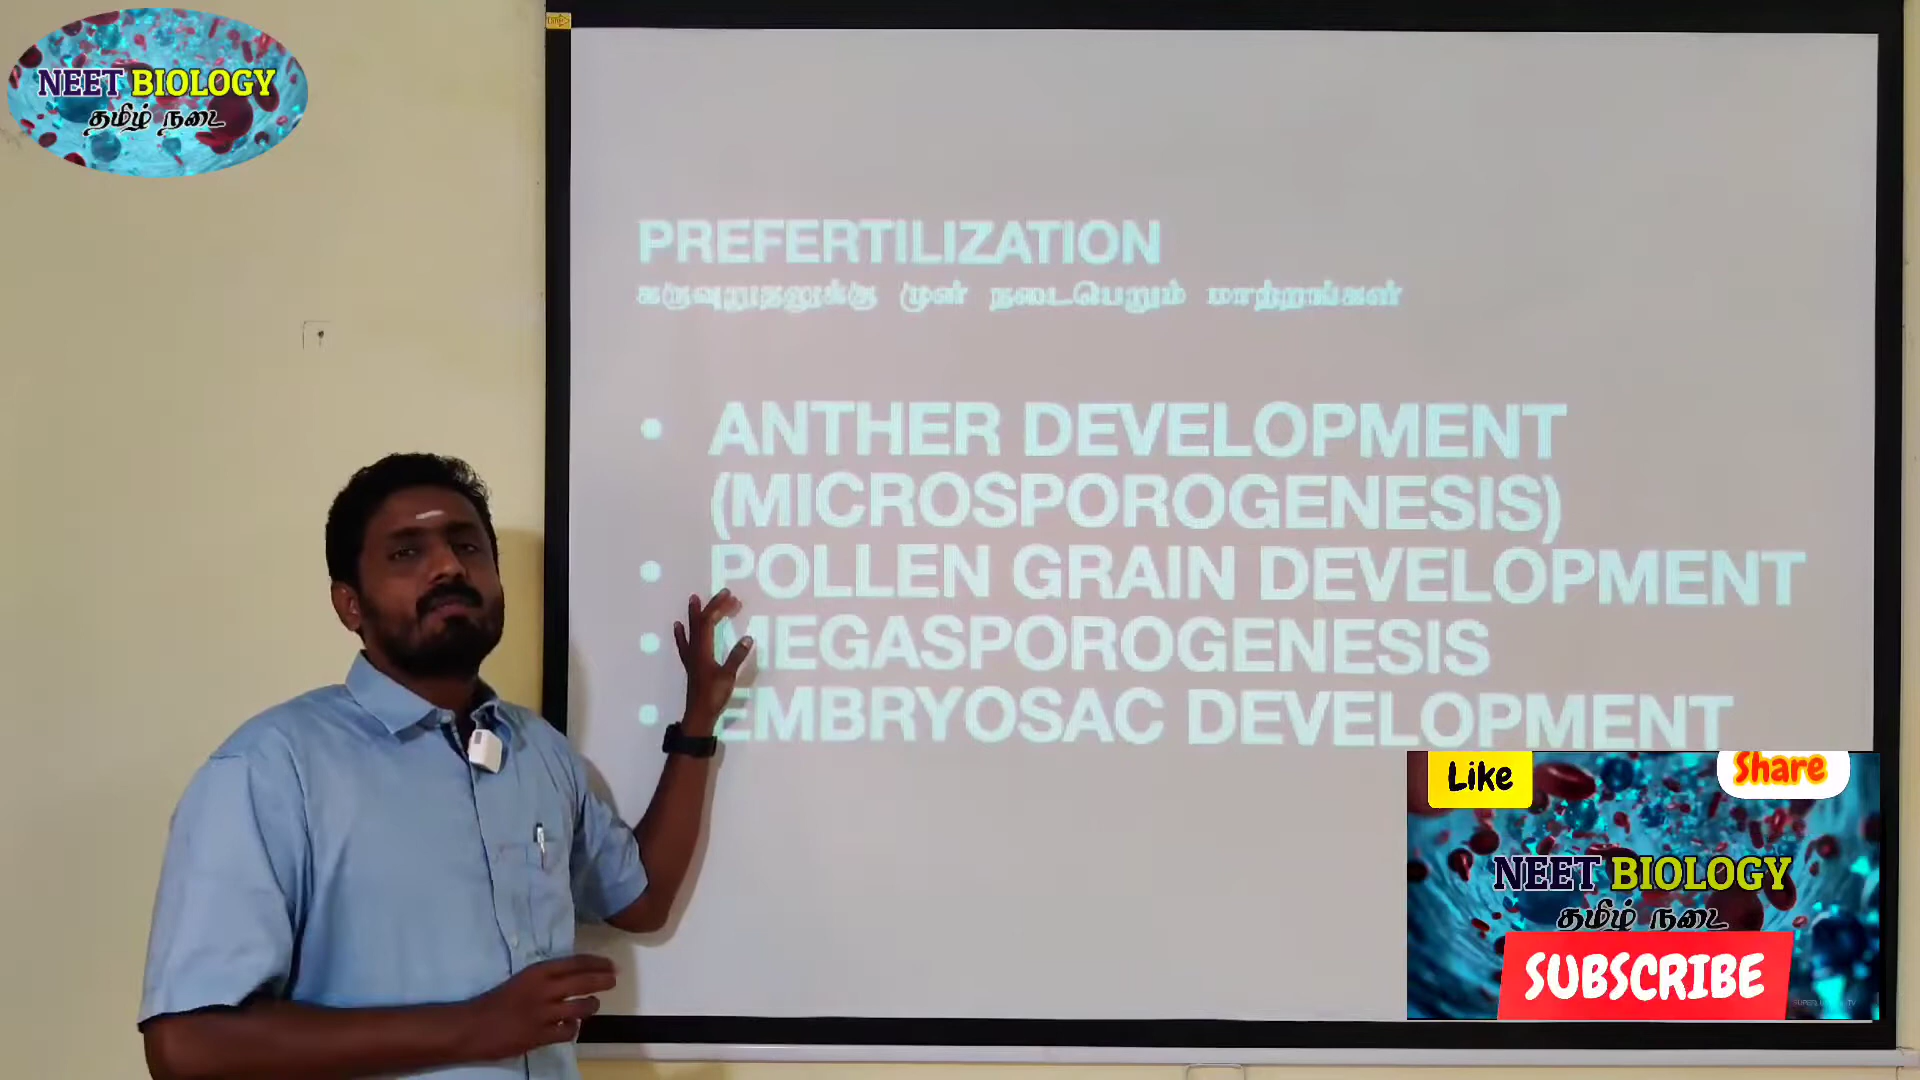 NEET BIOLOGY
தமிழ் நடை
PREFERTILIZATION
கருவுறுதலுக்கு முன் நடைபெறும் மாற்றங்கள்
• ANTHER DEVELOPMENT
(MICROSPOROGENESIS)
• POLLEN GRAIN DEVELOPMENT
• MEGASPOROGENESIS
• EMBRYOSAC DEVELOPMENT
Like
Share
NEET BIOLOGY
தமிழ் நடை
SUBSCRIBE